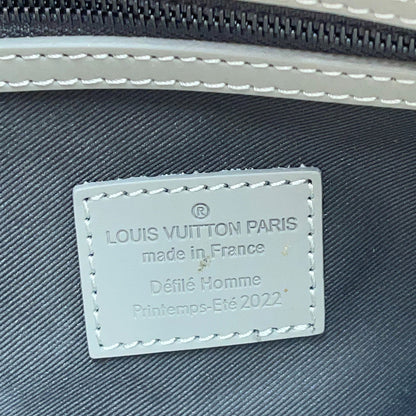 ®
LOUIS VUITTON PARIS
made in France
Défilé Homme
Printemps-Eté 2022